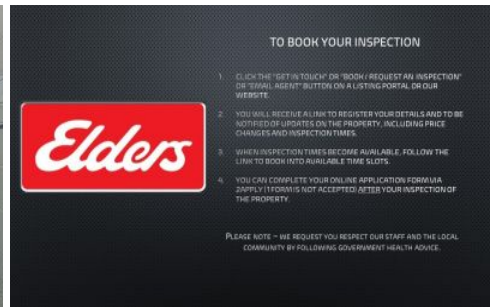 Elders
TO BOOK YOUR INSPECTION
1. CLICK THE "GET IN TOUCH" OR "BOOK / REQUEST AN INSPECTION"
OR "EMAIL AGENT" BUTTON ON A LISTING PORTAL OR OUR
WEBSITE.
2. YOU WILL RECEIVE A LINK TO REGISTER YOUR DETAILS AND TO BE
NOTIFIED OF UPDATES ON THE PROPERTY, INCLUDING PRICE
CHANGES AND INSPECTION TIMES.
3. WHEN INSPECTION TIMES BECOME AVAILABLE, FOLLOW THE
LINK TO BOOK INTO AVAILABLE TIME SLOTS.
4. YOU CAN COMPLETE YOUR ONLINE APPLICATION FORM VIA
2APPLY (1FORM IS NOT ACCEPTED) AFTER YOUR INSPECTION OF
THE PROPERTY.
PLEASE NOTE – WE REQUEST YOU RESPECT OUR STAFF AND THE LOCAL
COMMUNITY BY FOLLOWING GOVERNMENT HEALTH ADVICE.